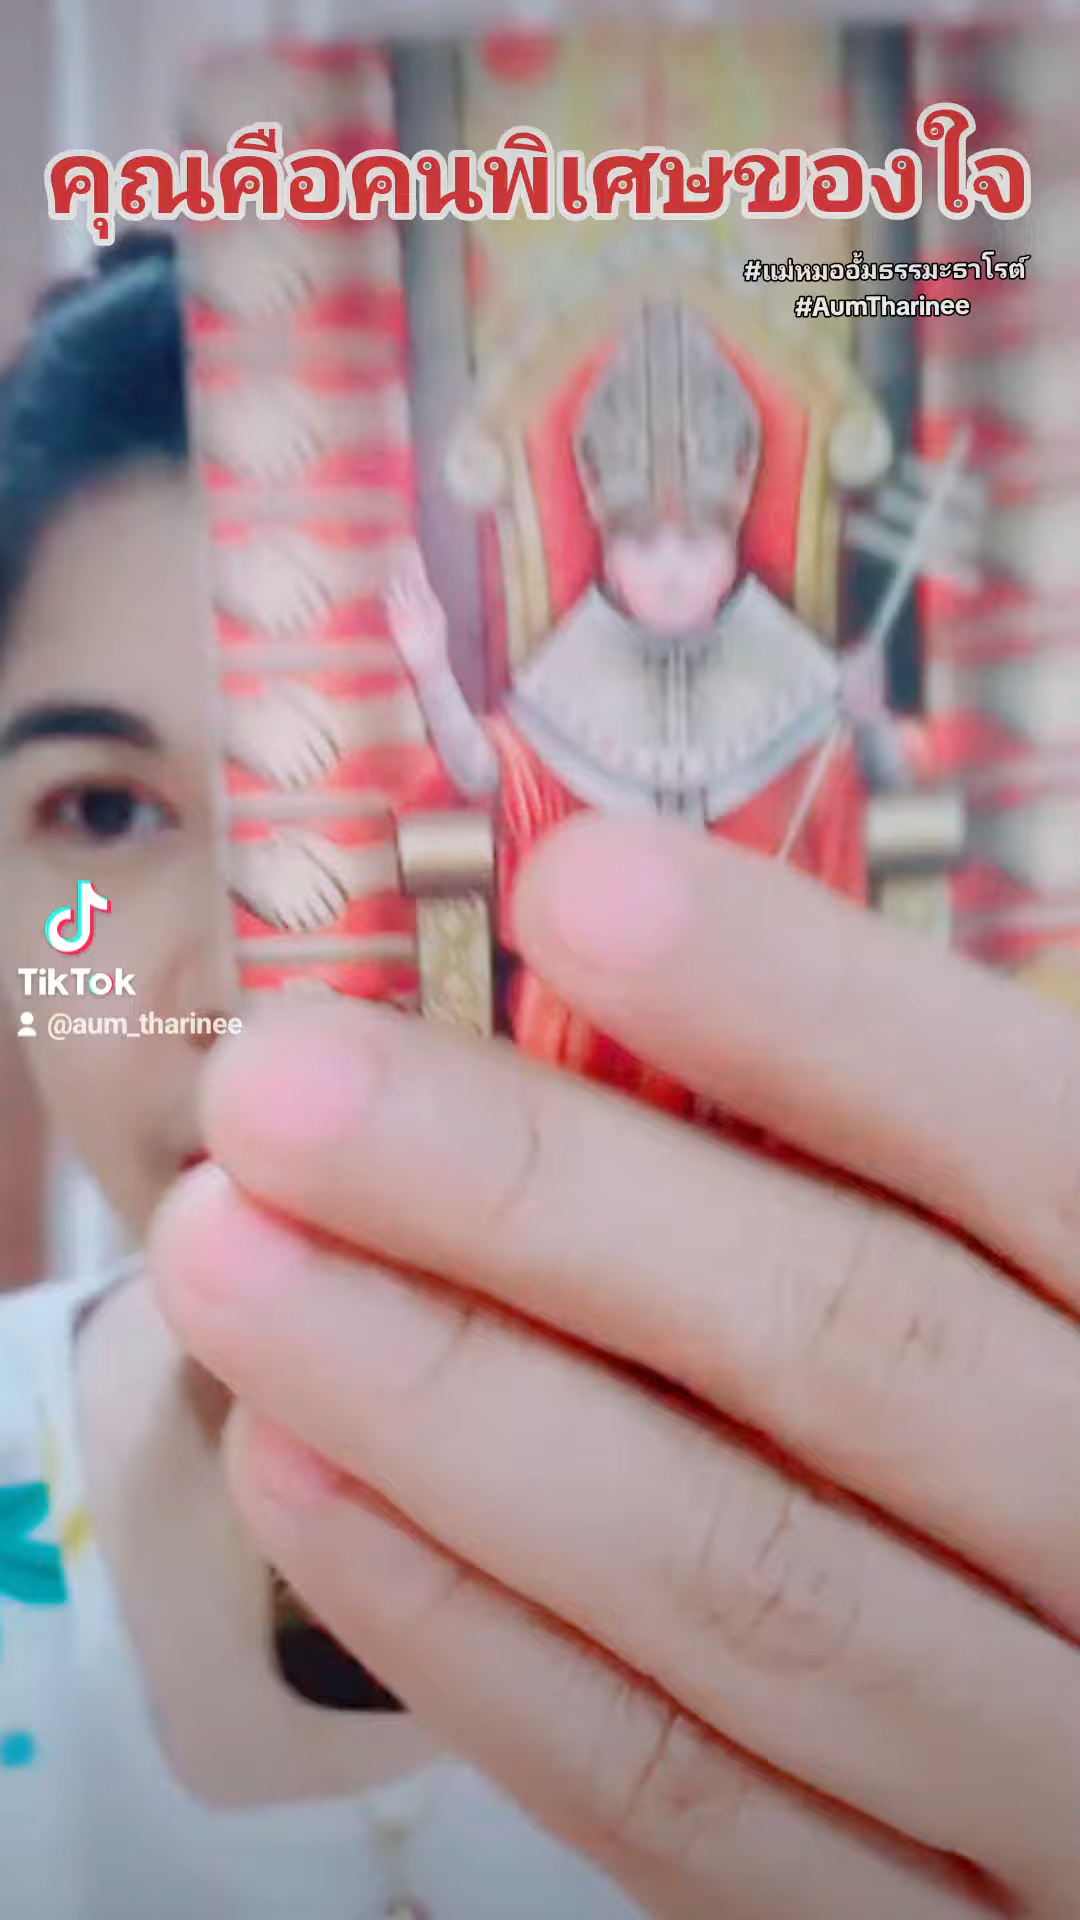 คุณคือคนพิเศษของใจ
#แม่หมออั้มธรรมะธาโรต์
#AumTharinee
TikTok
@aum_tharinee